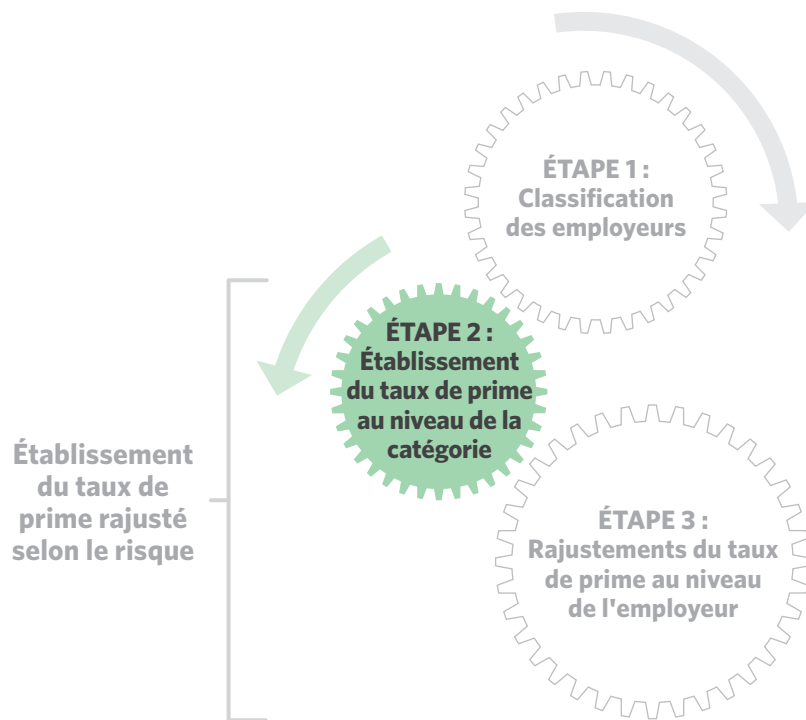 ÉTAPE 1 :
Classification
des employeurs
ÉTAPE 2 :
Établissement
du taux de prime
au niveau de la
catégorie
Établissement
du taux de
prime rajusté
selon le risque
ÉTAPE 3 :
Rajustements du taux
de prime au niveau
de l'employeur